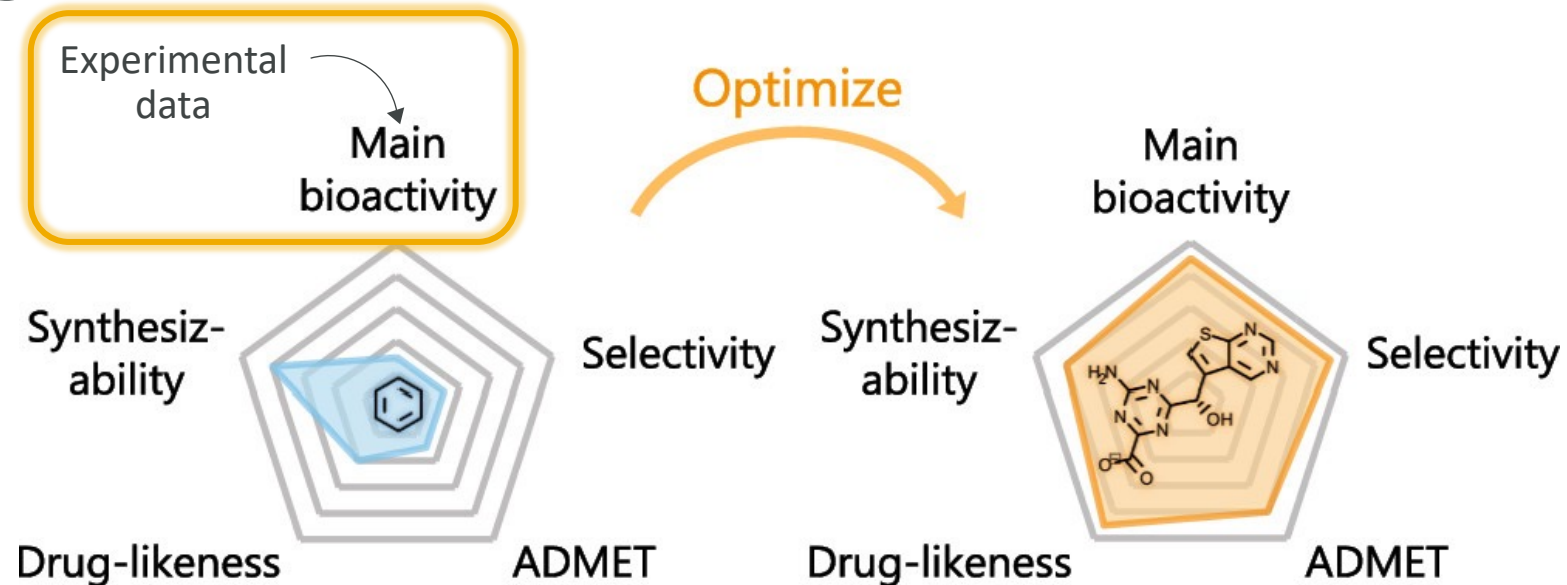 Experimental
data
Main
bioactivity
Synthesiz-
ability
Selectivity
Drug-likeness
ADMET
Optimize
Main
bioactivity
Synthesiz-
ability
Selectivity
Drug-likeness
ADMET
S
N
N
H2N
N
N
N
OH
O
O